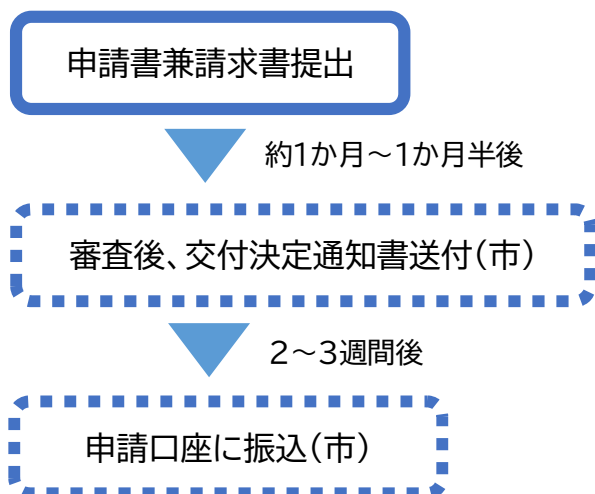 申請書兼請求書提出
約1か月～1か月半後
審査後、交付決定通知書送付（市）
2～3週間後
申請口座に振込（市）